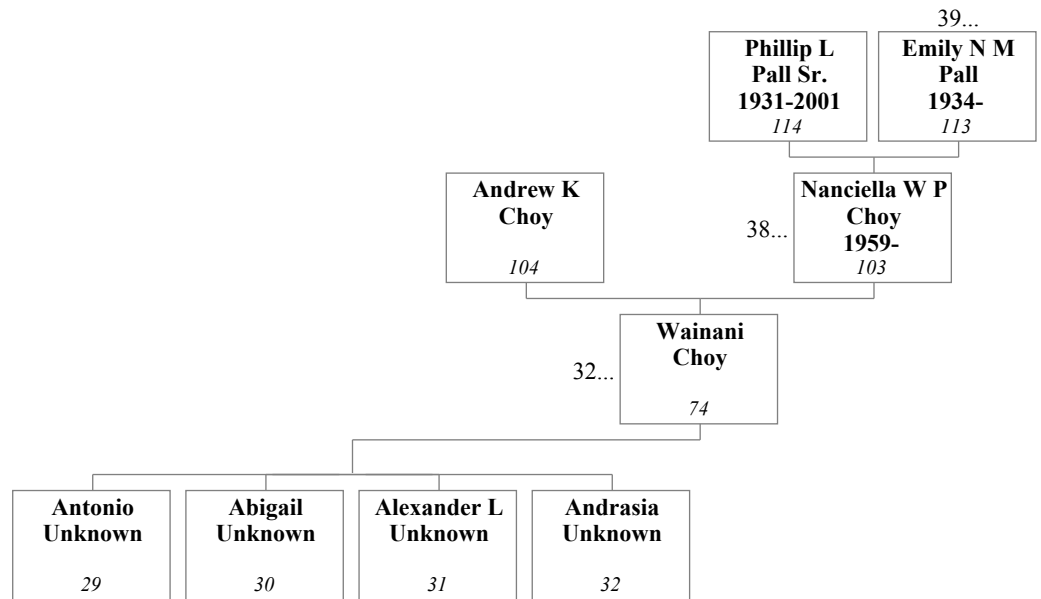 39...
Phillip L
Pall Sr.
1931-2001
114
Emily N M
Pall
1934-
113
Andrew K
Choy
104
38...
Nanciella W P
Choy
1959-
103
32...
Wainani
Choy
74
Antonio
Unknown
29
Abigail
Unknown
30
Alexander L
Unknown
31
Andrasia
Unknown
32